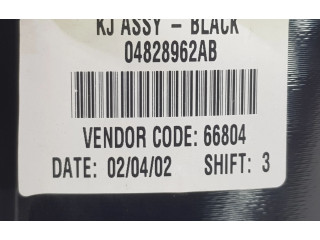 KJ ASSY - BLACK
04828962AB
VENDOR CODE: 66804
DATE: 02/04/02 SHIFT: 3